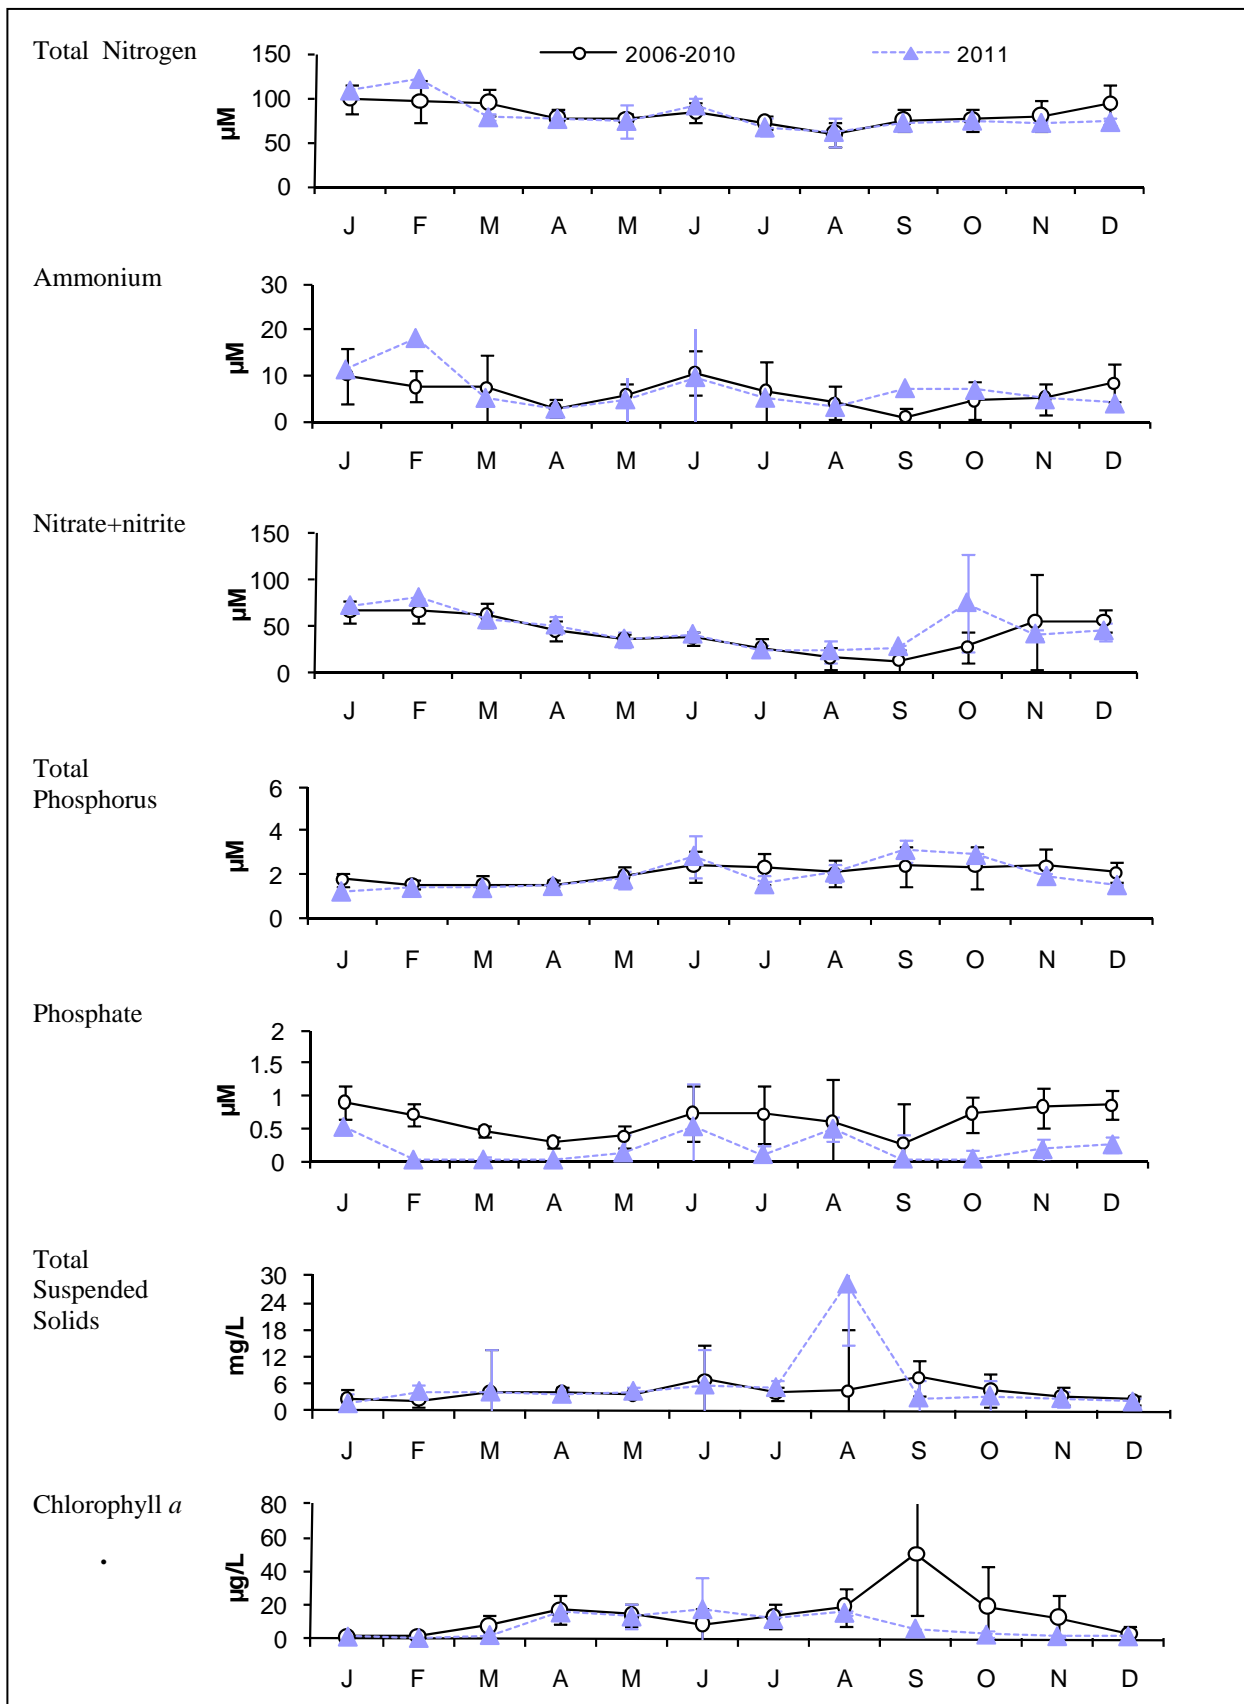 Total Nitrogen
2006-2010
2011
150
100
50
0
µM
J F M A M J J A S O N D
Ammonium
30
20
10
0
µM
J F M A M J J A S O N D
Nitrate+nitrite
150
100
50
0
µM
J F M A M J J A S O N D
Total
Phosphorus
6
4
2
0
µM
J F M A M J J A S O N D
Phosphate
2
1.5
1
0.5
0
µM
J F M A M J J A S O N D
Total
Suspended
Solids
30
24
18
12
6
0
mg/L
J F M A M J J A S O N D
Chlorophyll a
.
80
60
40
20
0
µg/L
J F M A M J J A S O N D